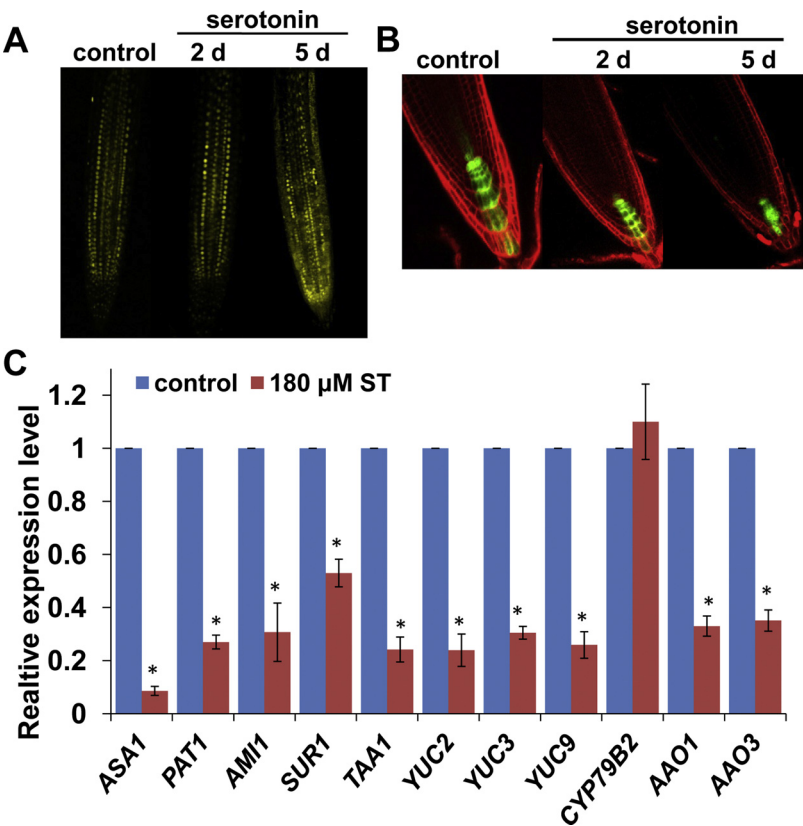 A
serotonin
control 2 d 5 d
B
serotonin
control 2 d 5 d
C
control 180 µM ST
Realtive expression level
1.2
1
0.8
0.6
0.4
0.2
0
* * * * * * * * * *
ASA1 PAT1 AMI1 SUR1 TAA1 YUC2 YUC3 YUC9 CYP79B2 AAO1 AAO3